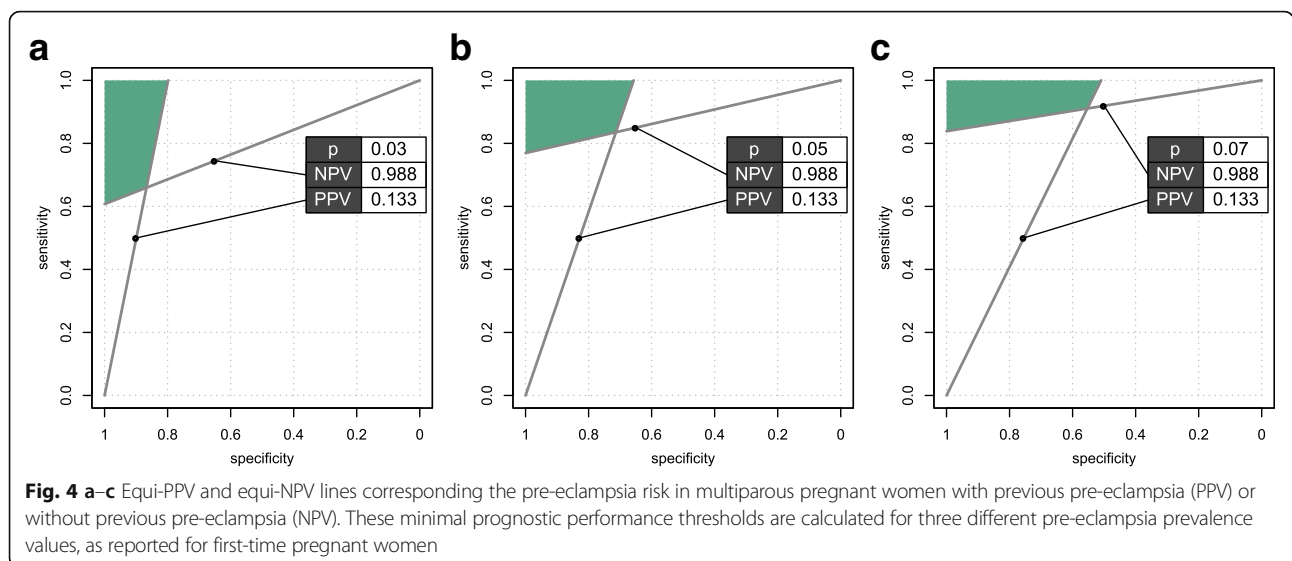 a
b
c
1.0
0.8
0.6
0.4
0.2
0.0
sensitivity
p 0.03
NPV 0.988
PPV 0.133
1 0.8 0.6 0.4 0.2 0
specificity
1.0
0.8
0.6
0.4
0.2
0.0
sensitivity
p 0.05
NPV 0.988
PPV 0.133
1 0.8 0.6 0.4 0.2 0
specificity
1.0
0.8
0.6
0.4
0.2
0.0
sensitivity
p 0.07
NPV 0.988
PPV 0.133
1 0.8 0.6 0.4 0.2 0
specificity
Fig. 4 a–c Equi-PPV and equi-NPV lines corresponding the pre-eclampsia risk in multiparous pregnant women with previous pre-eclampsia (PPV) or
without previous pre-eclampsia (NPV). These minimal prognostic performance thresholds are calculated for three different pre-eclampsia prevalence
values, as reported for first-time pregnant women